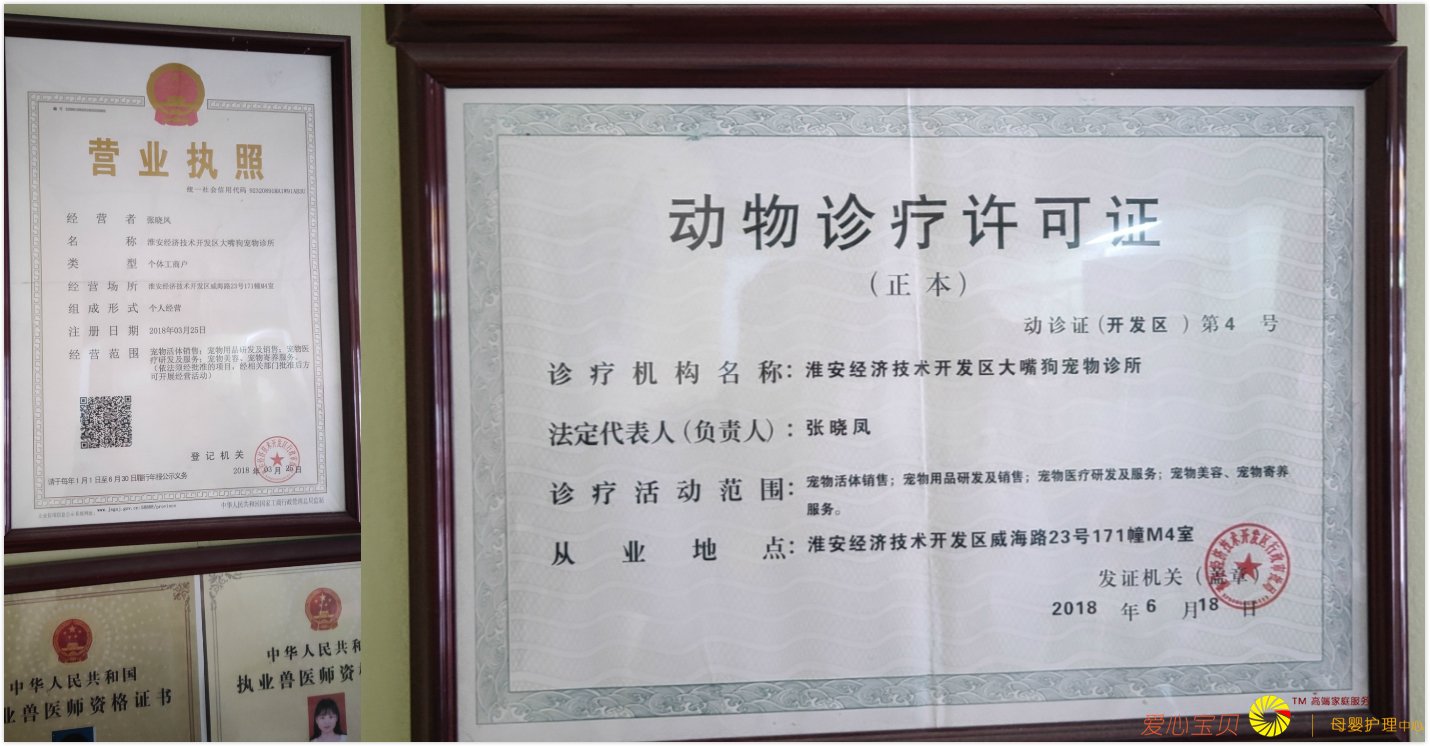 营业执照
统一社会信用代码
经营者 张晓凤
名称 淮安经济技术开发区大嘴狗宠物诊所
类型 个体工商户
经营场所 淮安经济技术开发区威海路23号171幢M4室
组成形式 个人经营
注册日期 2018年03月25日
经营范围 宠物活体销售；宠物用品研发及销售；宠物医
疗研发及服务；宠物美容、宠物寄养服务。
（依法须经批准的项目，经相关部门批准后方
可开展经营活动）
登记机关
2018年03月25日
请于每年1月1日至6月30日履行年报公示义务
中华人民共和国国家工商行政管理总局监制
中华人民共和国
业兽医师资格证书
中华人民共和
执业兽医师资
动物诊疗许可证
（正本）
动诊证（开发区）第4号
诊疗机构名称：淮安经济技术开发区大嘴狗宠物诊所
法定代表人（负责人）：张晓凤
诊疗活动范围：宠物活体销售；宠物用品研发及销售；宠物医疗研发及服务；宠物美容、宠物寄养
服务。
从业地点：淮安经济技术开发区威海路23号171幢M4室
发证机关（盖章）
2018年6月18日
爱心宝贝 TM 高端家庭服务
母婴护理中心